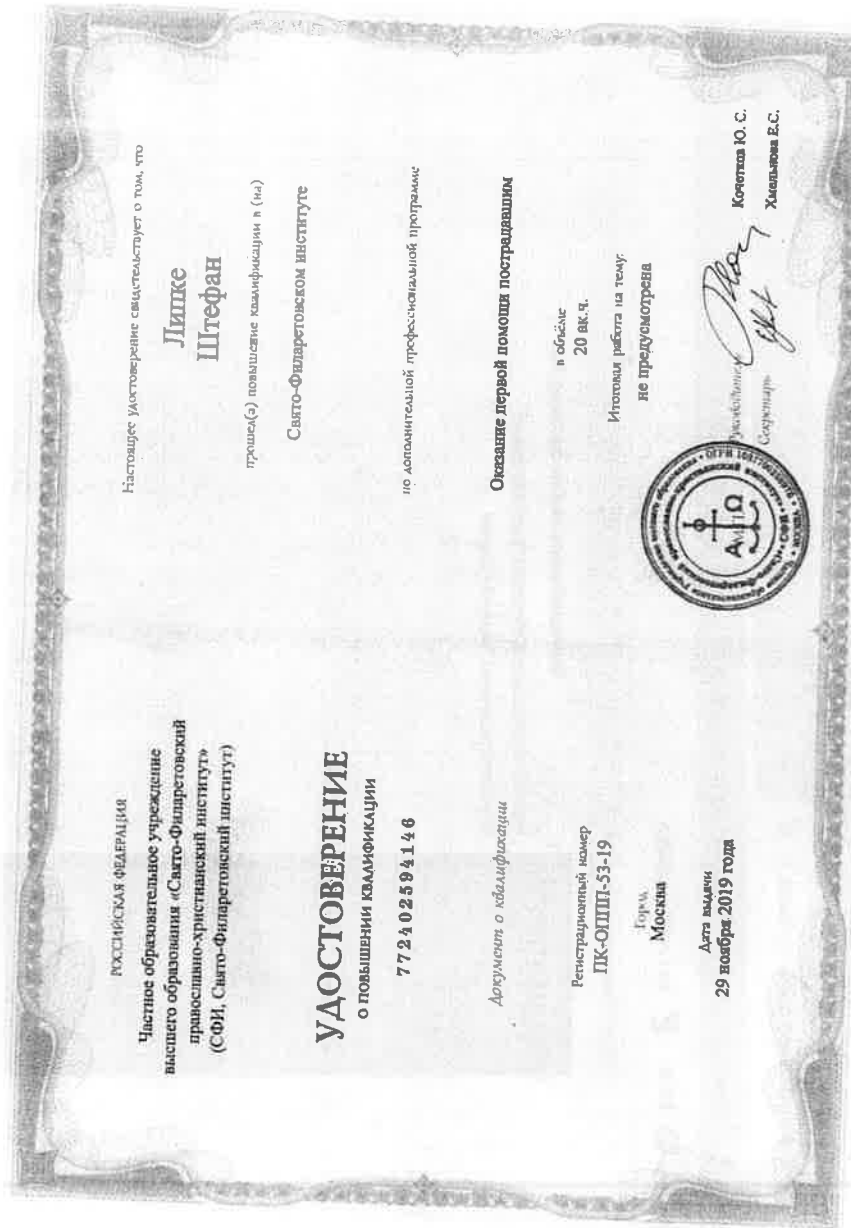 РОССИЙСКАЯ ФЕДЕРАЦИЯ
Частное образовательное учреждение
высшего образования «Свято-Филаретовский
православно-христианский институт»
(СФИ, Свято-Филаретовский институт)
УДОСТОВЕРЕНИЕ
О ПОВЫШЕНИИ КВАЛИФИКАЦИИ
772402594146
Документ о квалификации
Регистрационный номер
ПК-ОППП-53-19
Город
Москва
Дата выдачи
29 ноября 2019 года
Настоящее удостоверение свидетельствует о том, что
Липке
Штефан
прошел(а) повышение квалификации в (на)
Свято-Филаретовском институте
по дополнительной профессиональной программе
Оказание первой помощи пострадавшим
в объёме
20 ак.ч.
Итоговая работа на тему:
не предусмотрена
Руководитель
Кочетков Ю. С.
Секретарь
Хмелькова Е.С.